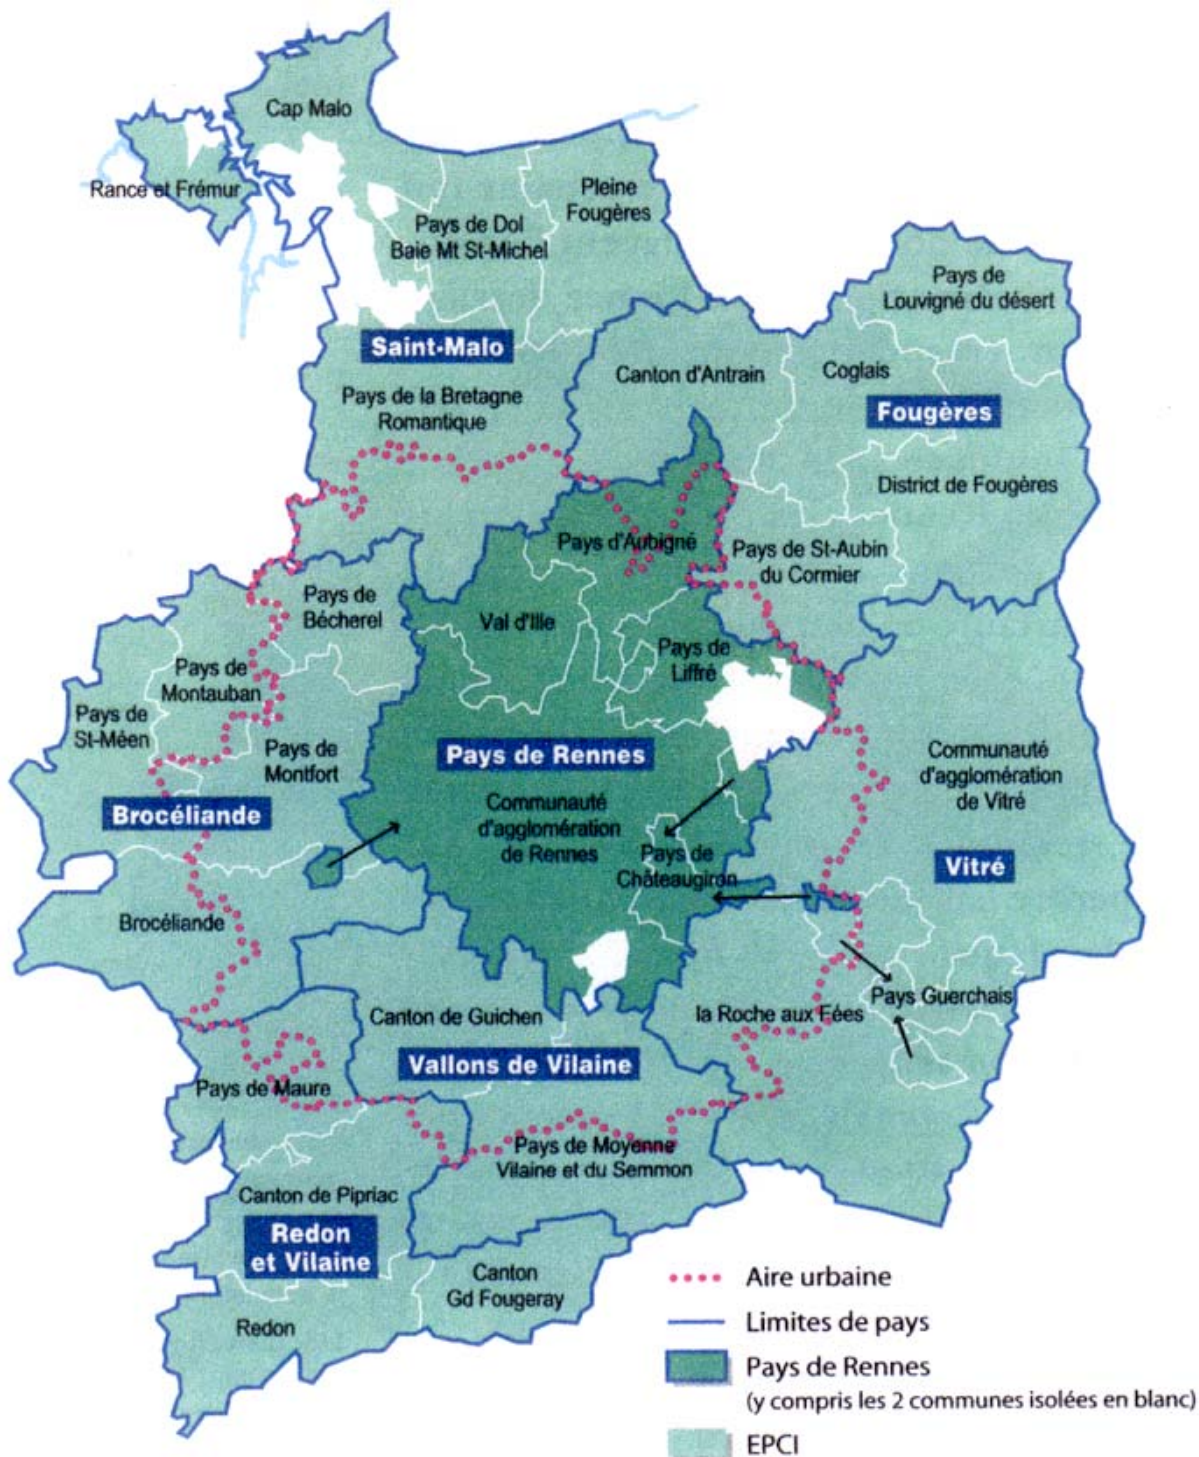 Cap Malo
Rance et Frémur
Pleine
Fougères
Pays de Dol
Baie Mt St-Michel
Pays de
Louvigné du désert
Saint-Malo
Canton d'Antrain
Coglais
Pays de la Bretagne
Romantique
Fougères
District de Fougères
Pays d'Aubigné
Pays de St-Aubin
du Cormier
Pays de
Bécherel
Val d'Ille
Pays de
Liffré
Pays de
Montauban
Pays de
St-Méen
Pays de
Montfort
Pays de Rennes
Communauté
d'agglomération
de Vitré
Brocéliande
Communauté
d'agglomération
de Rennes
Pays de
Châteaugiron
Vitré
Brocéliande
Pays Guerchais
la Roche aux Fées
Canton de Guichen
Vallons de Vilaine
Pays de Maure
Pays de Moyenne
Vilaine et du Semmon
Canton de Pipriac
Redon
et Vilaine
Canton
Gd Fougeray
Redon
Aire urbaine
Limites de pays
Pays de Rennes
(y compris les 2 communes isolées en blanc)
EPCI